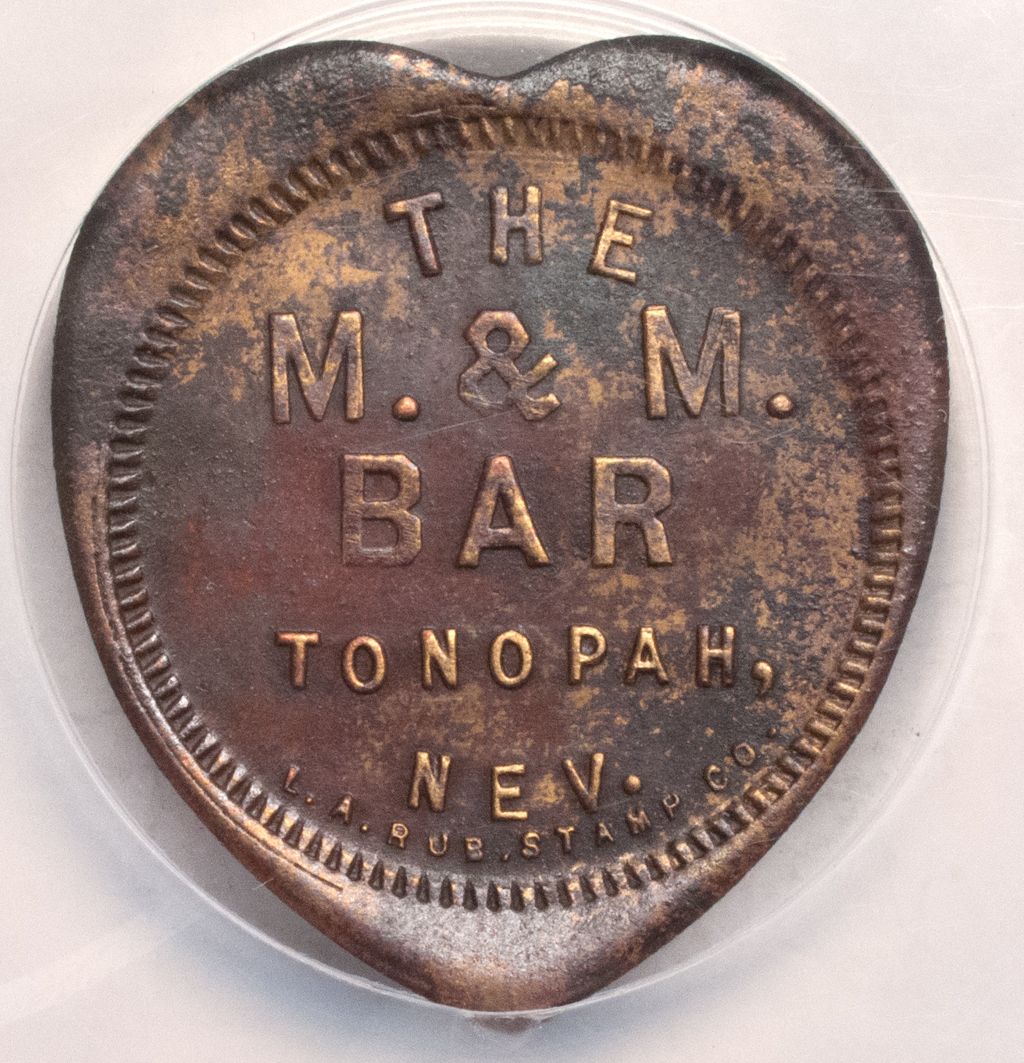 THE
M. & M.
BAR
TONOPAH,
NEV.
L. A. RUB. STAMP CO.